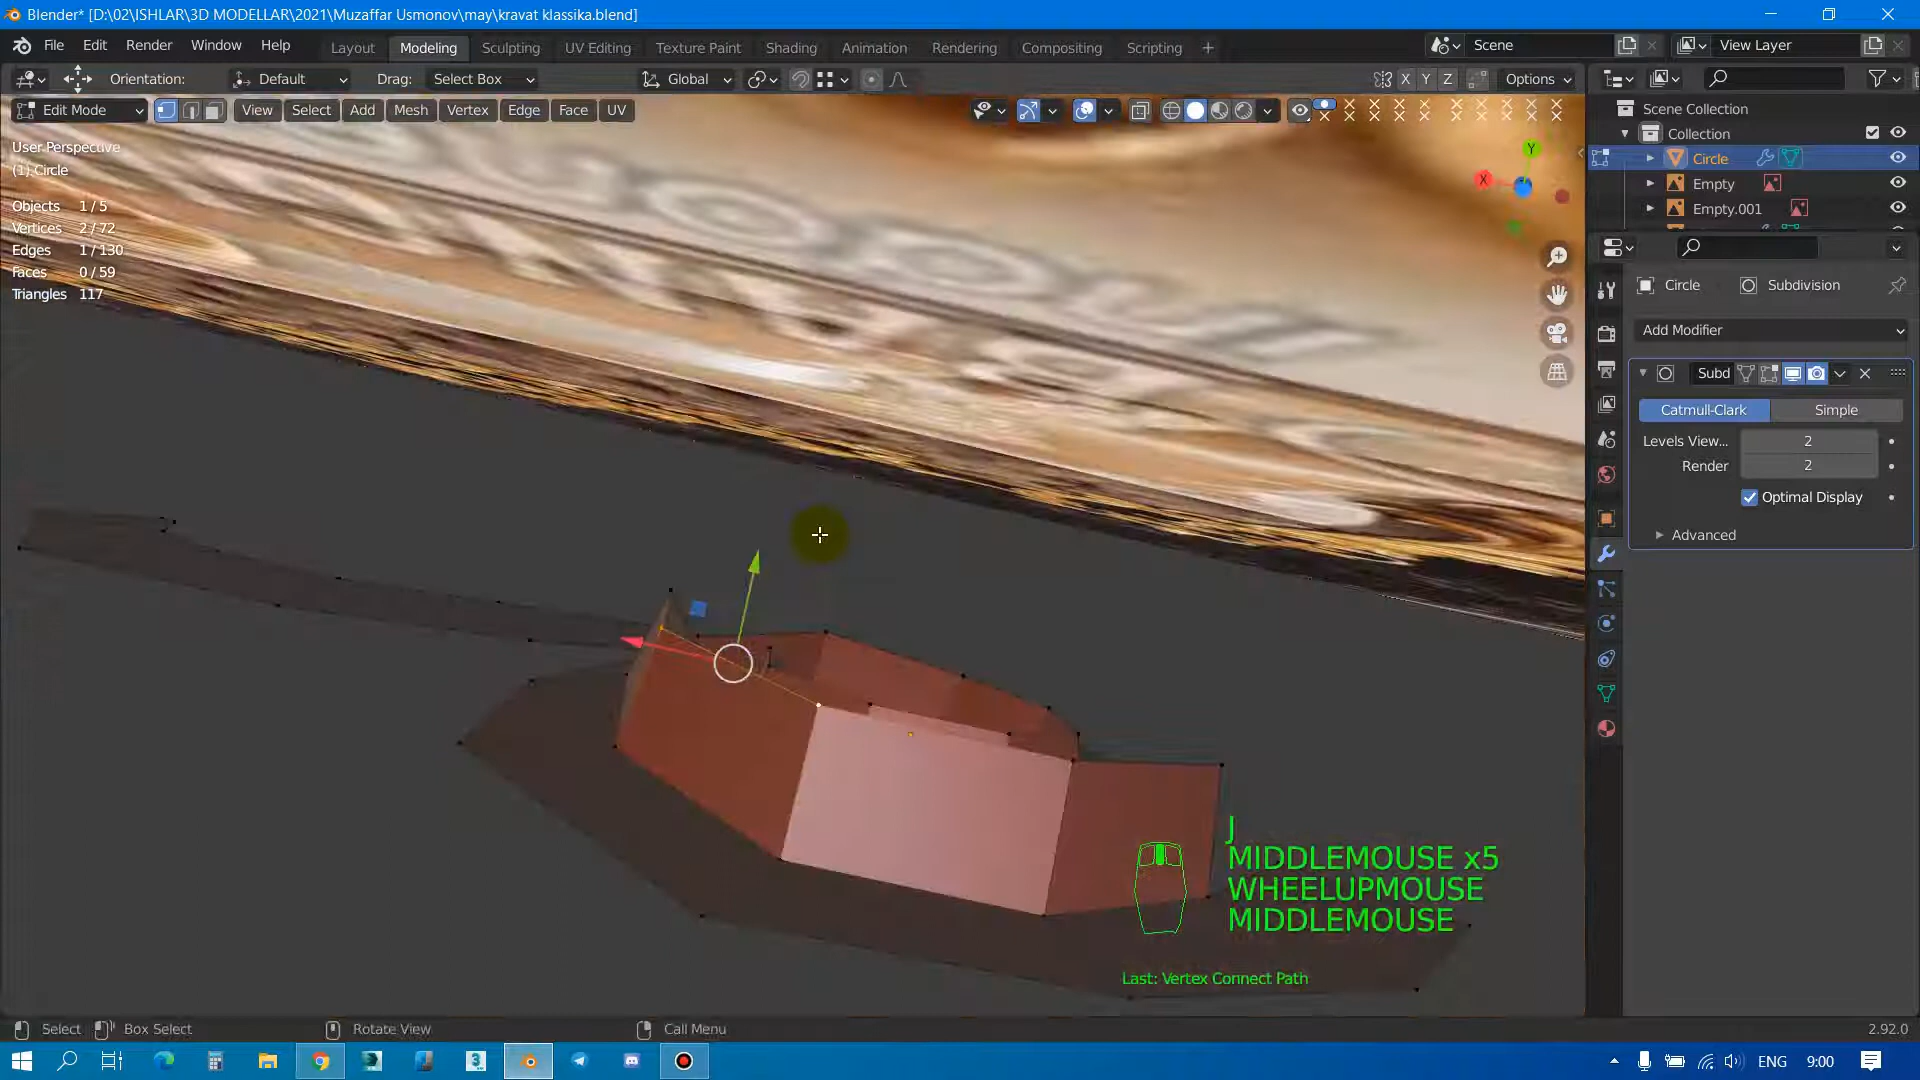 Blender* [D:\02\ISHLAR\3D MODELLAR\2021\Muzaffar Usmonov\may\kravat klassika.blend]
File Edit Render Window Help
Layout Modeling Sculpting UV Editing Texture Paint Shading Animation Rendering Compositing Scripting +
Scene
View Layer
Orientation: Default Drag: Select Box Global X Y Z Options
Edit Mode View Select Add Mesh Vertex Edge Face UV
User Perspective
(1) Circle
Objects 1/5
Vertices 2/72
Edges 1/130
Faces 0/59
Triangles 117
Y
X
Scene Collection
Collection
Circle
Empty
Empty.001
Circle Subdivision
Add Modifier
Subd
Catmull-Clark Simple
Levels View... 2
Render 2
Optimal Display
Advanced
J
MIDDLEMOUSE x5
WHEELUPMOUSE
MIDDLEMOUSE
Last: Vertex Connect Path
Select Box Select Rotate View Call Menu 2.92.0
ENG 9:00